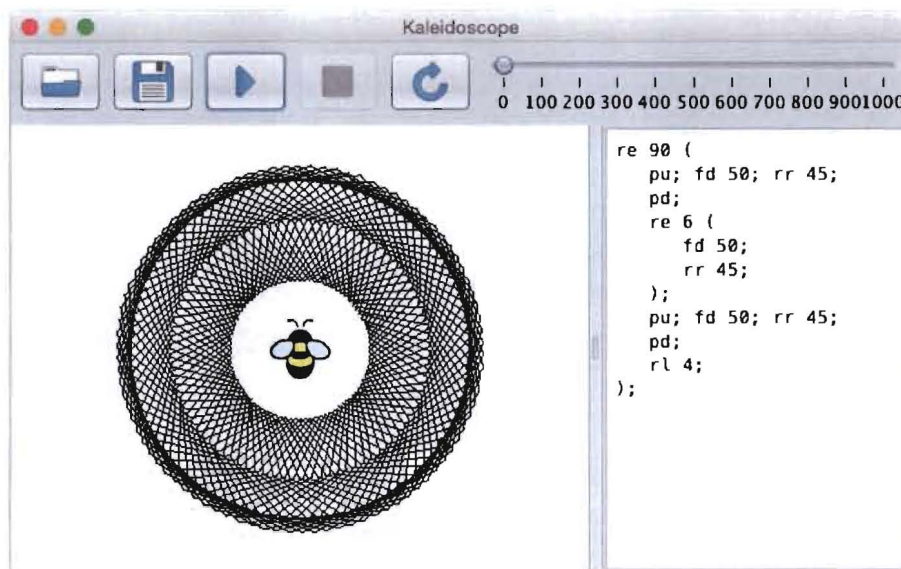 Kaleidoscope
0 100 200 300 400 500 600 700 800 9001000
re 90 (
pu; fd 50; rr 45;
pd;
re 6 (
fd 50;
rr 45;
);
pu; fd 50; rr 45;
pd;
rl 4;
);